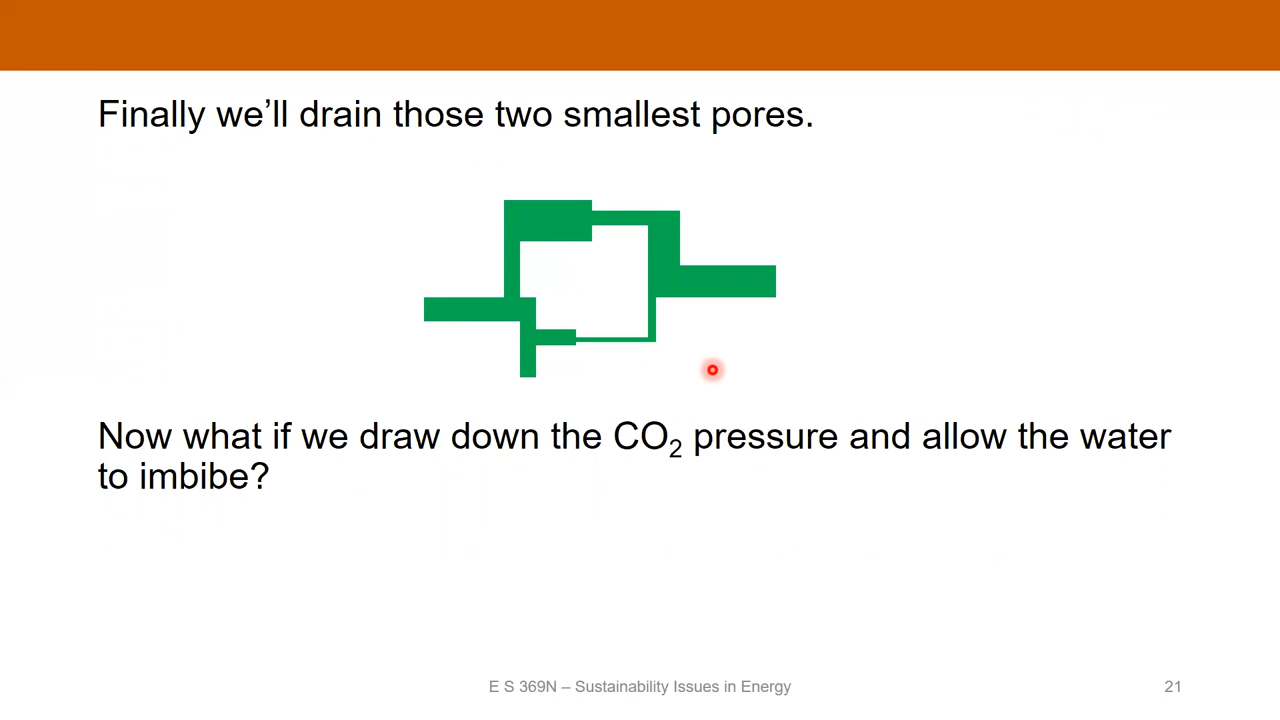 Finally we’ll drain those two smallest pores.
Now what if we draw down the CO₂ pressure and allow the water
to imbibe?
E S 369N – Sustainability Issues in Energy
21